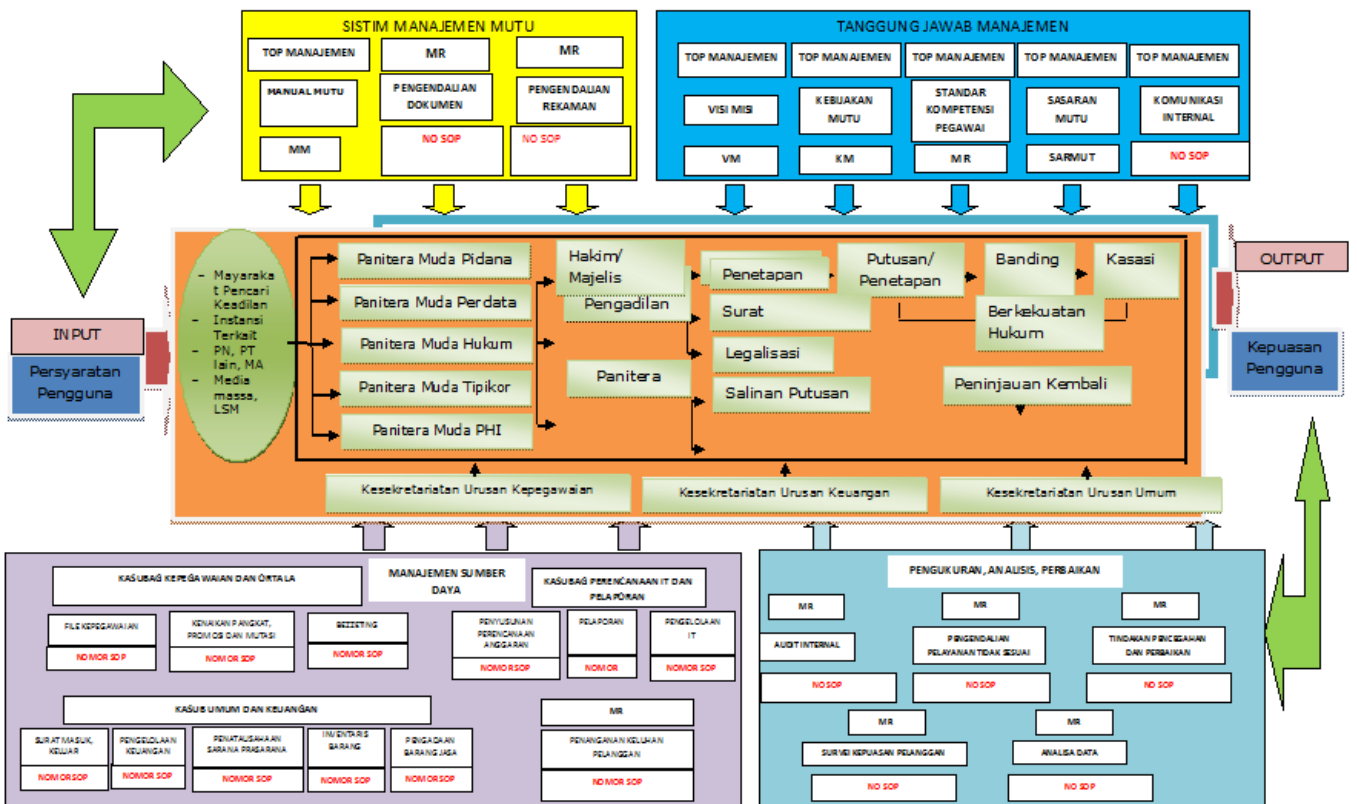 SISTIM MANAJEMEN MUTU
TOP MANAJEMEN
MANUAL MUTU
MM
MR
PENGENDALIAN
DOKUMEN
NO SOP
MR
PENGENDALIAN
REKAMAN
NO SOP
TANGGUNG JAWAB MANAJEMEN
TOP MANAJEMEN
VISI MISI
VM
TOP MANAJEMEN
KEBIJAKAN
MUTU
KM
TOP MANAJEMEN
STANDAR
KOMPETENSI
PEGAWAI
MR
TOP MANAJEMEN
SASARAN
MUTU
SARMUT
TOP MANAJEMEN
KOMUNIKASI
INTERNAL
NO SOP
INPUT
Persyaratan
Pengguna
– Mayaraka
t Pencari
Keadilan
– Instansi
Terkait
– PN, PT
lain, MA
– Media
massa,
LSM
Panitera Muda Pidana
Panitera Muda Perdata
Panitera Muda Hukum
Panitera Muda Tipikor
Panitera Muda PHI
Hakim/
Majelis
Pengadilan
Panitera
Penetapan
Surat
Legalisasi
Salinan Putusan
Putusan/
Penetapan
Banding
Kasasi
Berkekuatan
Hukum
Peninjauan Kembali
Kesekretariatan Urusan Kepegawaian
Kesekretariatan Urusan Keuangan
Kesekretariatan Urusan Umum
OUTPUT
Kepuasan
Pengguna
MANAJEMEN SUMBER
DAYA
KASUBAG KEPEGAWAIAN DAN ORTALA
FILE KEPEGAWAIAN
NOMOR SOP
KENAIKAN PANGKAT,
PROMOSI DAN MUTASI
NOMOR SOP
BEZZETING
NOMOR SOP
KASUBAG PERENCANAAN IT DAN
PELAPORAN
PENYUSUNAN
PERENCANAAN
ANGGARAN
NOMOR SOP
PELAPORAN
NOMOR
PENGELOLAAN
IT
NOMOR SOP
KASUB UMUM DAN KEUANGAN
SURAT MASUK,
KELUAR
NOMOR SOP
PENGELOLAAN
KEUANGAN
NOMOR SOP
PENATAUSAHAAN
SARANA PRASARANA
NOMOR SOP
INVENTARIS
BARANG
NOMOR SOP
PENGADAAN
BARANG JASA
NOMOR SOP
MR
PENANGANAN KELUHAN
PELANGGAN
NOMOR SOP
PENGUKURAN, ANALISIS, PERBAIKAN
MR
AUDIT INTERNAL
NO SOP
MR
PENGENDALIAN
PELAYANAN TIDAK SESUAI
NO SOP
MR
TINDAKAN PENCEGAHAN
DAN PERBAIKAN
NO SOP
MR
SURVEI KEPUASAN PELANGGAN
NO SOP
MR
ANALISA DATA
NO SOP